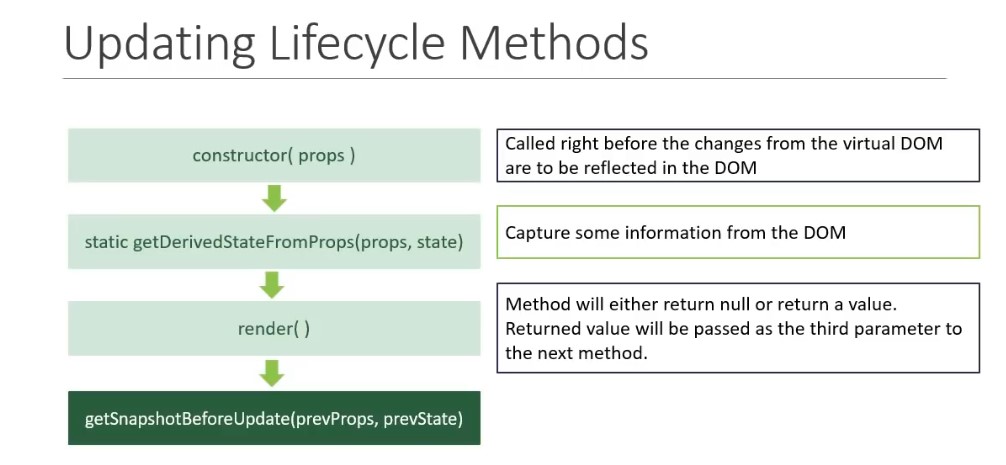 Updating Lifecycle Methods
constructor( props )
static getDerivedStateFromProps(props, state)
render( )
getSnapshotBeforeUpdate(prevProps, prevState)
Called right before the changes from the virtual DOM
are to be reflected in the DOM
Capture some information from the DOM
Method will either return null or return a value.
Returned value will be passed as the third parameter to
the next method.